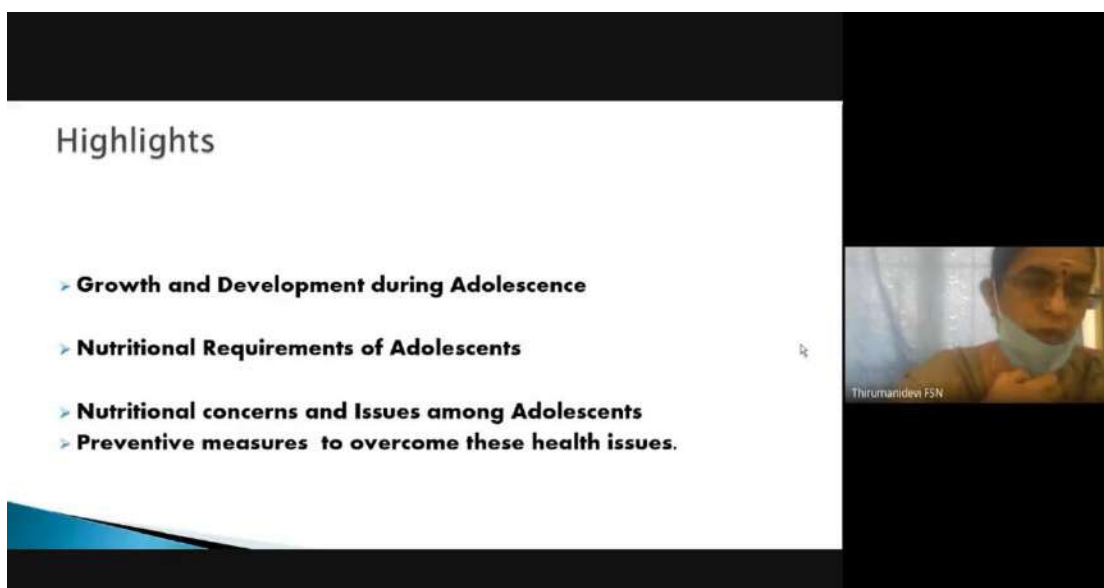 Highlights
Growth and Development during Adolescence
Nutritional Requirements of Adolescents
Nutritional concerns and Issues among Adolescents
Preventive measures to overcome these health issues.
Thirumanidevi FSN